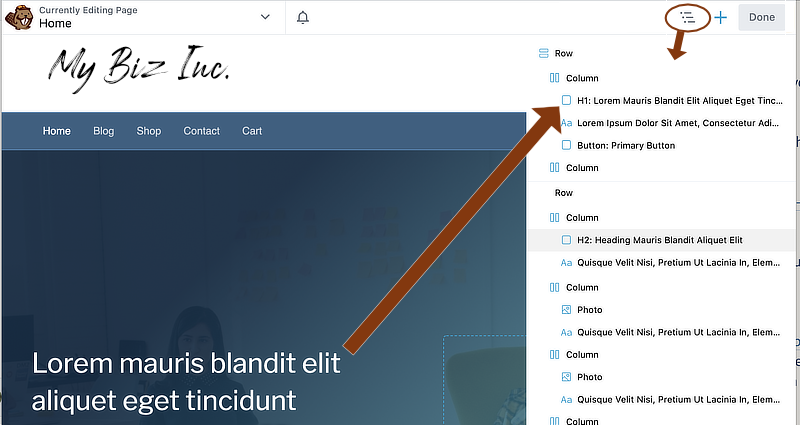 Currently Editing Page
Home
Done
My Biz Inc.
Home Blog Shop Contact Cart
Lorem mauris blandit elit
aliquet eget tincidunt
Row
Column
H1: Lorem Mauris Blandit Elit Aliquet Eget Tinc...
Aa Lorem Ipsum Dolor Sit Amet, Consectetur Adi...
Button: Primary Button
Column
Row
Column
H2: Heading Mauris Blandit Aliquet Elit
Aa Quisque Velit Nisi, Pretium Ut Lacinia In, Elem...
Column
Photo
Aa Quisque Velit Nisi, Pretium Ut Lacinia In, Elem...
Column
Photo
Aa Quisque Velit Nisi, Pretium Ut Lacinia In, Elem...
Column